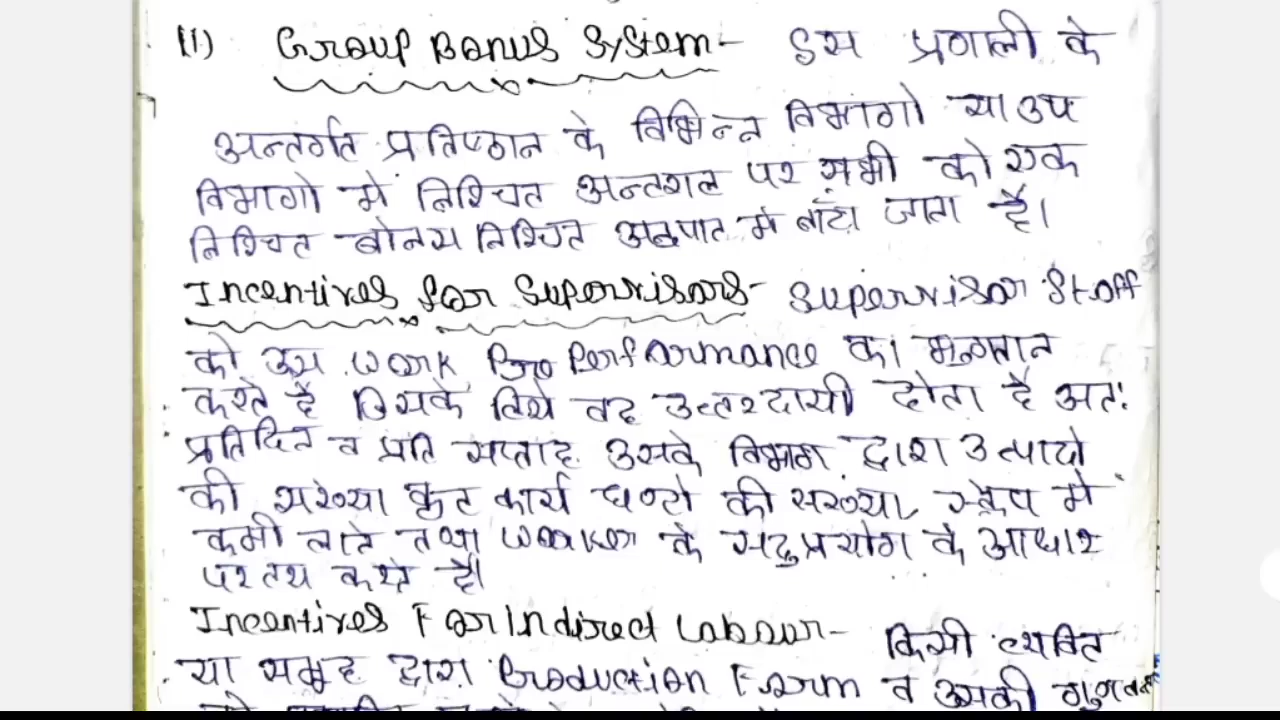 (1) Group Bonus System- इस प्रणाली के
अन्तर्गत प्रतिष्ठान के विभिन्न विभागो या उप
विभागो में निश्चित अन्तराल पर सभी को एक
निश्चित बोनस निश्चित अनुपात में बाँटा जाता है।
Incentives for Supervisors- Supervisor Staff
को उस work Performance का भुगतान
करते है जिसके लिये वह उत्तरदायी होता है अत:
प्रतिदिन व प्रति सप्ताह उसके विभाग द्वारा उत्पादो
की संख्या कुल कार्य घण्टो की संख्या, स्क्रेप में
कमी लाते तथा worker के सदुप्रयोग के आधार
पर तय करते है।
Incentives For Indirect Labour- किसी व्यक्ति
या समूह द्वारा Production Form व उसकी